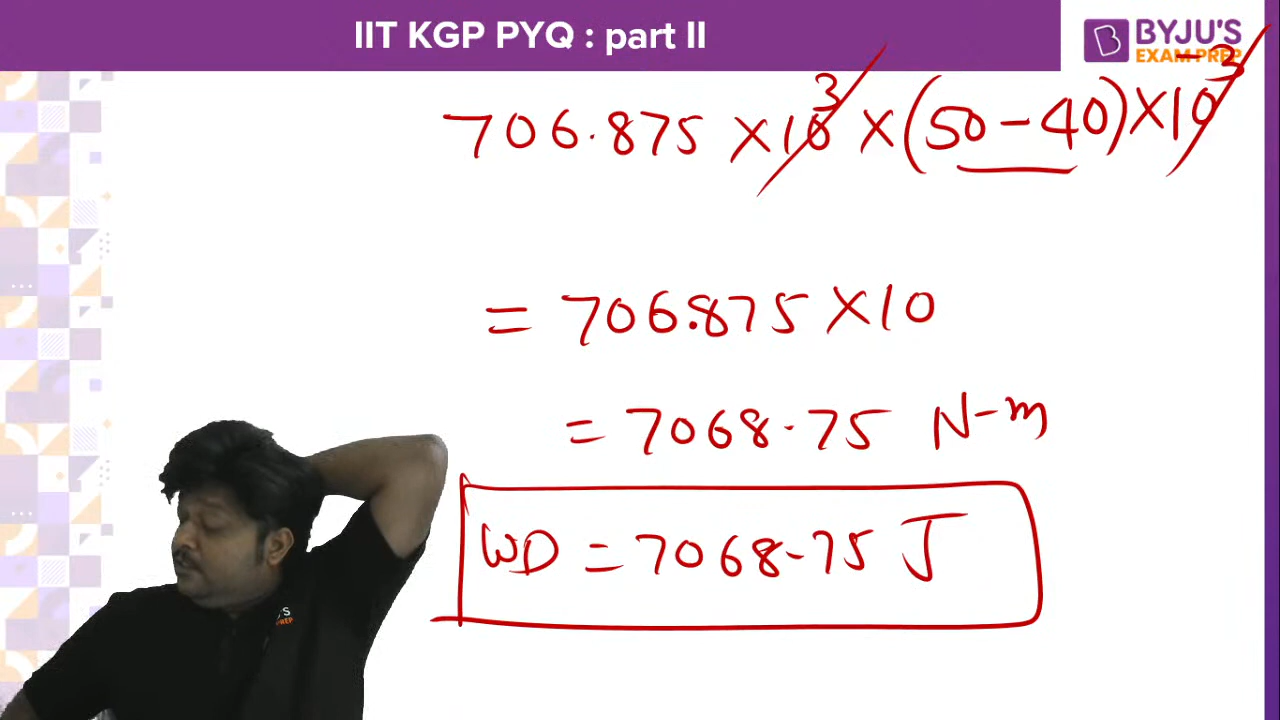 IIT KGP PYQ : part II
BYJU'S
EXAM PREP
706.875 ×10³ ×(50-40)×10⁻³
= 706.875 ×10
= 7068.75 N-m
WD = 7068.75 J
'S
PREP